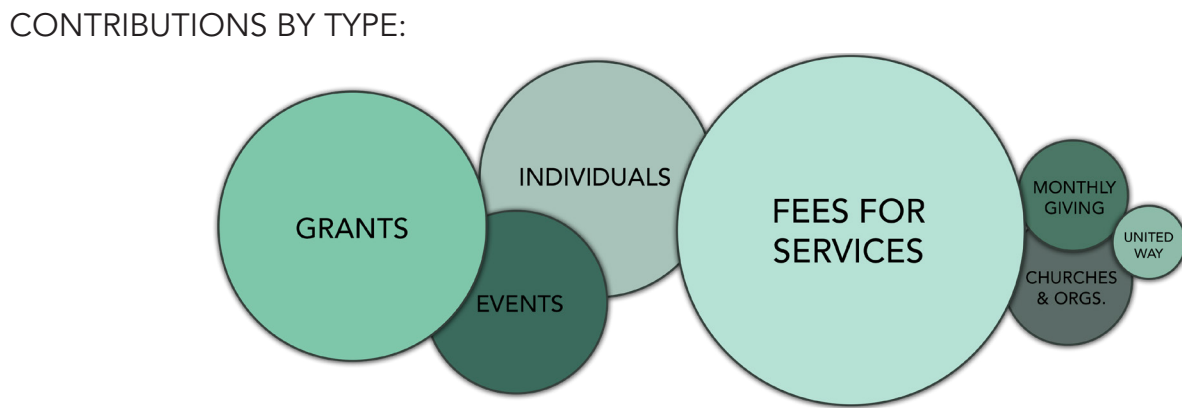 CONTRIBUTIONS BY TYPE:
GRANTS
INDIVIDUALS
EVENTS
FEES FOR
SERVICES
MONTHLY
GIVING
UNITED
WAY
CHURCHES
& ORGS.